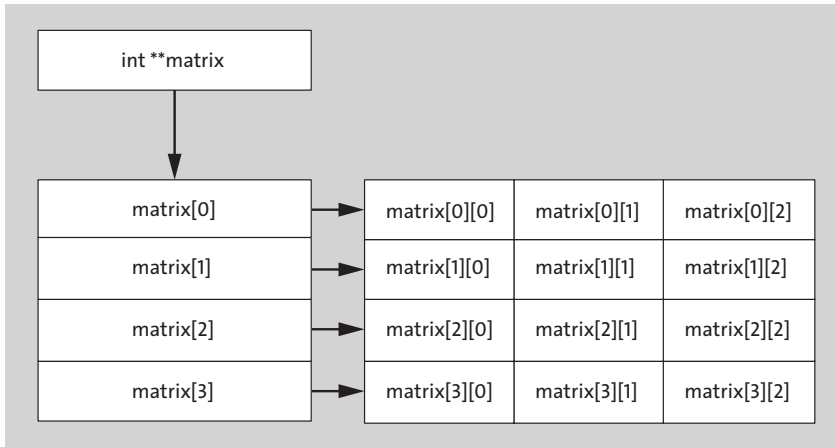 int **matrix
matrix[0] matrix[0][0] matrix[0][1] matrix[0][2]
matrix[1] matrix[1][0] matrix[1][1] matrix[1][2]
matrix[2] matrix[2][0] matrix[2][1] matrix[2][2]
matrix[3] matrix[3][0] matrix[3][1] matrix[3][2]